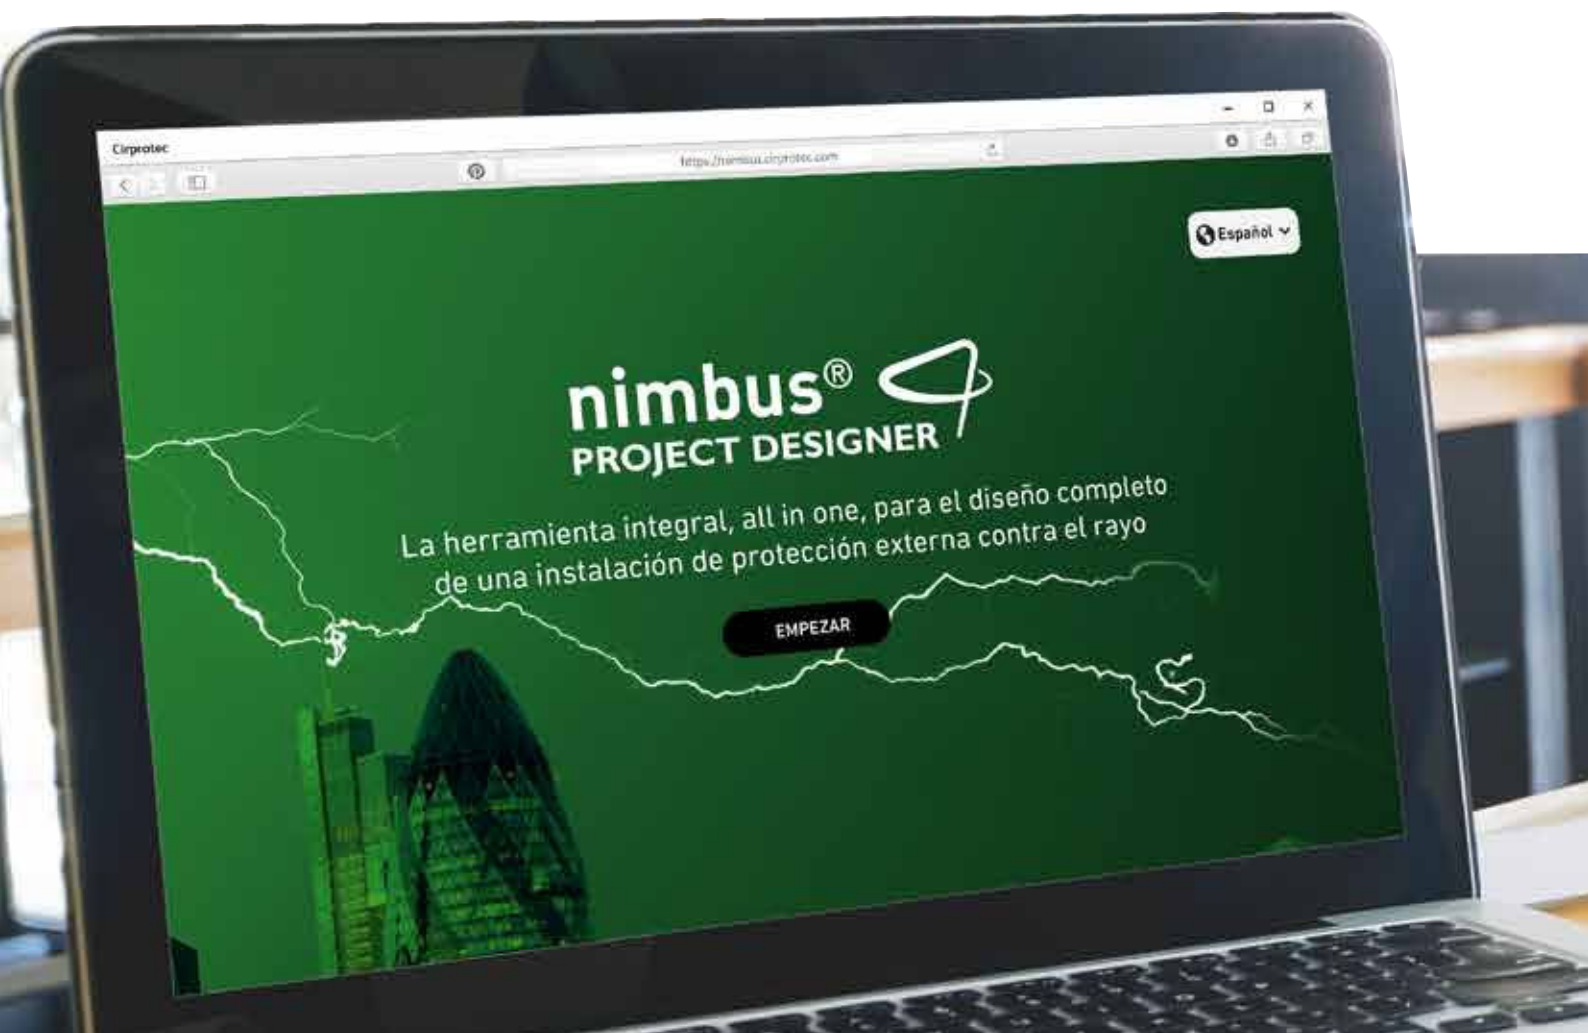 Cirprotec
https://nimbus.cirprotec.com
Español
nimbus®
PROJECT DESIGNER
La herramienta integral, all in one, para el diseño completo
de una instalación de protección externa contra el rayo
EMPEZAR